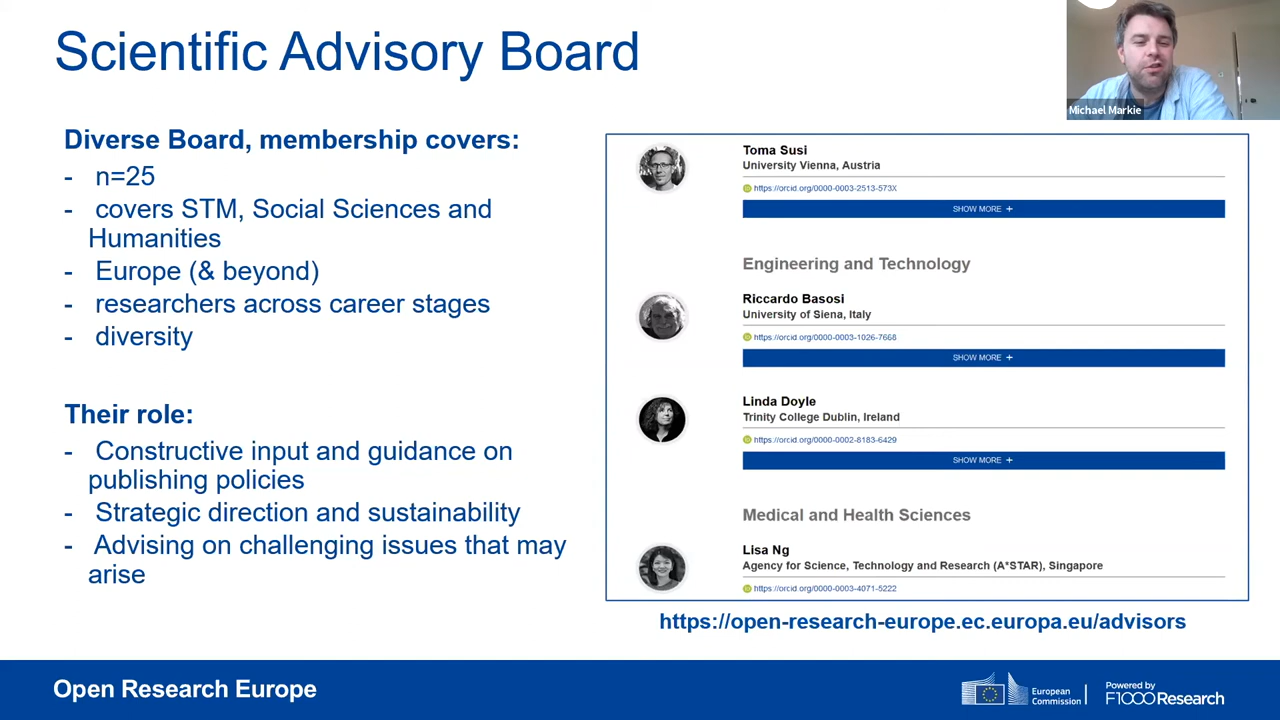 Scientific Advisory Board
Michael Markie
Diverse Board, membership covers:
- n=25
- covers STM, Social Sciences and
Humanities
- Europe (& beyond)
- researchers across career stages
- diversity
Their role:
- Constructive input and guidance on
publishing policies
- Strategic direction and sustainability
- Advising on challenging issues that may
arise
Toma Susi
University Vienna, Austria
https://orcid.org/0000-0003-2513-573X
SHOW MORE +
Engineering and Technology
Riccardo Basosi
University of Siena, Italy
https://orcid.org/0000-0003-1026-7668
SHOW MORE +
Linda Doyle
Trinity College Dublin, Ireland
https://orcid.org/0000-0002-8183-6429
SHOW MORE +
Medical and Health Sciences
Lisa Ng
Agency for Science, Technology and Research (A*STAR), Singapore
https://orcid.org/0000-0003-4071-5222
https://open-research-europe.ec.europa.eu/advisors
Open Research Europe
European
Commission
Powered by
F1000Research